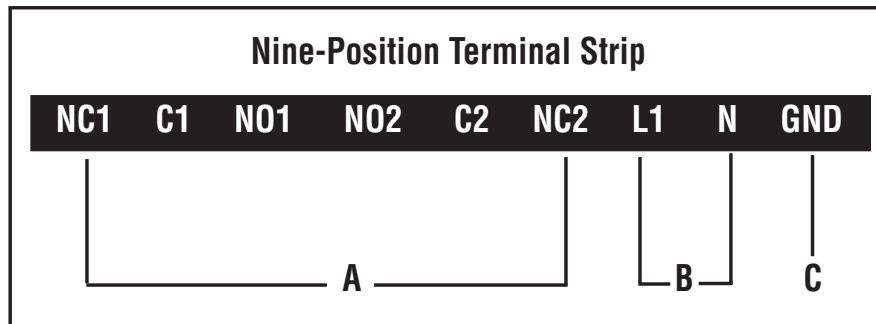 Nine-Position Terminal Strip
NC1 C1 NO1 NO2 C2 NC2 L1 N GND
A B C